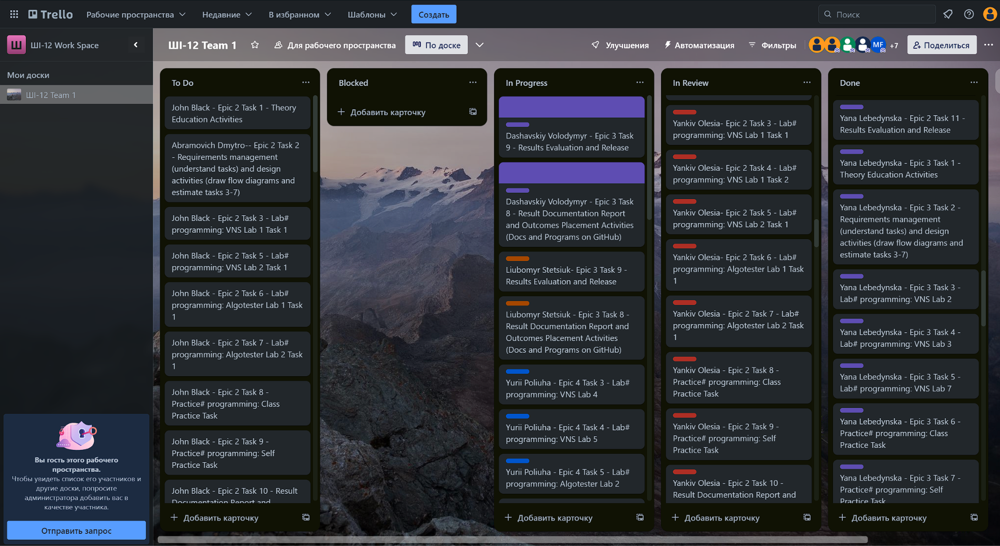 Trello
Рабочие пространства
Недавние
В избранном
Шаблоны
Создать
Поиск
Ш
ШІ-12 Work Space
ШІ-12 Team 1
Для рабочего пространства
По доске
Улучшения
Автоматизация
Фильтры
MF
+7
Поделиться
Мои доски
ШІ-12 Team 1
Вы гость этого рабочего
пространства.
Чтобы увидеть список его участников и
другие доски, попросите
администратора добавить вас в
качестве участника.
Отправить запрос
To Do
John Black - Epic 2 Task 1 - Theory
Education Activities
Abramovich Dmytro-- Epic 2 Task 2
- Requirements management
(understand tasks) and design
activities (draw flow diagrams and
estimate tasks 3-7)
John Black - Epic 2 Task 3 - Lab#
programming: VNS Lab 1 Task 1
John Black - Epic 2 Task 5 - Lab#
programming: VNS Lab 2 Task 1
John Black - Epic 2 Task 6 - Lab#
programming: Algotester Lab 1 Task
1
John Black - Epic 2 Task 7 - Lab#
programming: Algotester Lab 2 Task
1
John Black - Epic 2 Task 8 -
Practice# programming: Class
Practice Task
John Black - Epic 2 Task 9 -
Practice# programming: Self
Practice Task
John Black - Epic 2 Task 10 - Result
Documentation Report and
Добавить карточку
Blocked
Добавить карточку
In Progress
Dashavskiy Volodymyr - Epic 3 Task
9 - Results Evaluation and Release
Dashavskiy Volodymyr - Epic 3 Task
8 - Result Documentation Report
and Outcomes Placement Activities
(Docs and Programs on GitHub)
Liubomyr Stetsiuk- Epic 3 Task 9 -
Results Evaluation and Release
Liubomyr Stetsiuk - Epic 3 Task 8 -
Result Documentation Report and
Outcomes Placement Activities
(Docs and Programs on GitHub)
Yurii Poliuha - Epic 4 Task 3 - Lab#
programming: VNS Lab 4
Yurii Poliuha - Epic 4 Task 4 - Lab#
programming: VNS Lab 5
Yurii Poliuha - Epic 4 Task 5 - Lab#
programming: Algotester Lab 2
Добавить карточку
In Review
Yankiv Olesia- Epic 2 Task 3 - Lab#
programming: VNS Lab 1 Task 1
Yankiv Olesia- Epic 2 Task 4 - Lab#
programming: VNS Lab 1 Task 2
Yankiv Olesia- Epic 2 Task 5 - Lab#
programming: VNS Lab 2 Task 1
Yankiv Olesia- Epic 2 Task 6 - Lab#
programming: Algotester Lab 1 Task
1
Yankiv Olesia - Epic 2 Task 7 - Lab#
programming: Algotester Lab 2 Task
1
Yankiv Olesia - Epic 2 Task 8 -
Practice# programming: Class
Practice Task
Yankiv Olesia - Epic 2 Task 9 -
Practice# programming: Self
Practice Task
Yankiv Olesia - Epic 2 Task 10 -
Result Documentation Report and
Добавить карточку
Done
Yana Lebedynska - Epic 2 Task 11 -
Results Evaluation and Release
Yana Lebedynska - Epic 3 Task 1 -
Theory Education Activities
Yana Lebedynska - Epic 3 Task 2 -
Requirements management
(understand tasks) and design
activities (draw flow diagrams and
estimate tasks 3-7)
Yana Lebedynska - Epic 3 Task 3 -
Lab# programming: VNS Lab 2
Yana Lebedynska - Epic 3 Task 4 -
Lab# programming: VNS Lab 3
Yana Lebedynska - Epic 3 Task 5 -
Lab# programming: VNS Lab 7
Yana Lebedynska - Epic 3 Task 6 -
Practice# programming: Class
Practice Task
Yana Lebedynska - Epic 3 Task 7 -
Practice# programming: Self
Practice Task
Добавить карточку